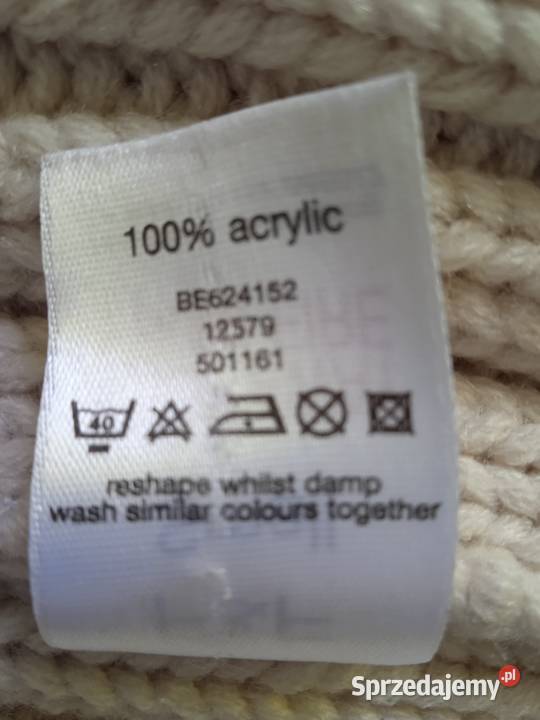 100% acrylic
BE624152
12579
501161
40
reshape whilst damp
wash similar colours together
Sprzedajemy.pl